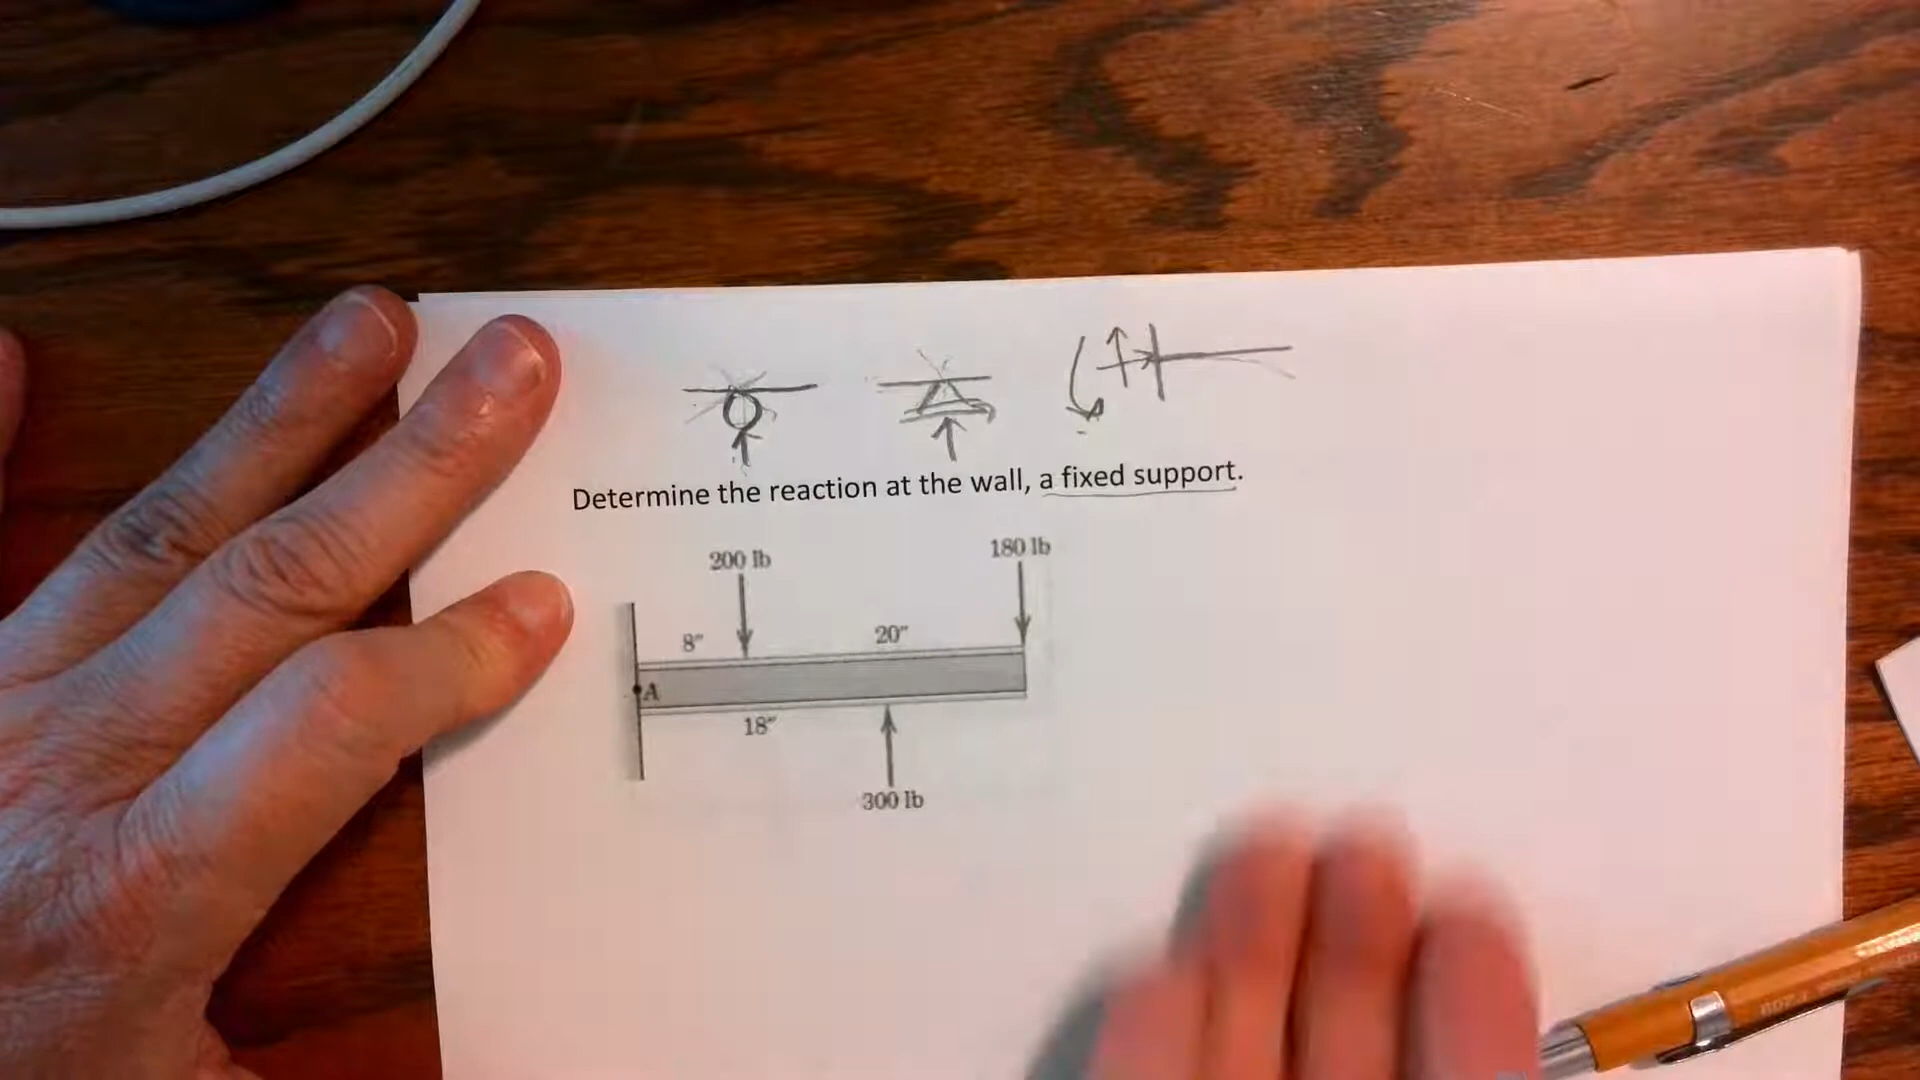 Determine the reaction at the wall, a fixed support.
200 lb
180 lb
8"
20"
A
18"
300 lb